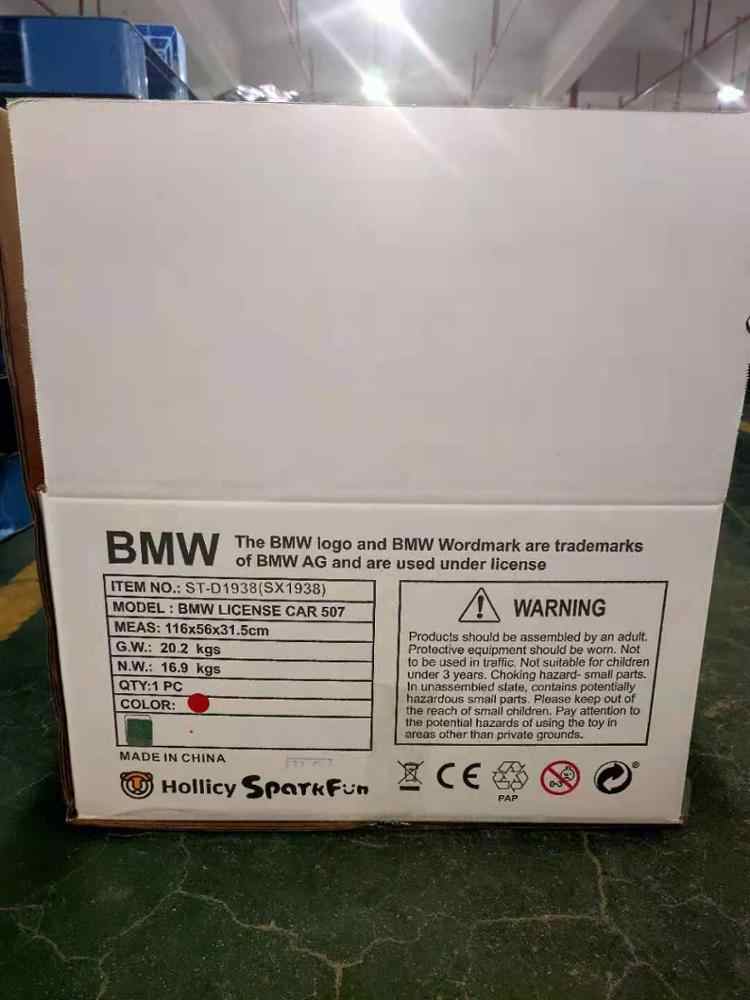 BMW
The BMW logo and BMW Wordmark are trademarks
of BMW AG and are used under license
ITEM NO.: ST-D1938(SX1938)
MODEL : BMW LICENSE CAR 507
MEAS: 116x56x31.5cm
G.W.: 20.2 kgs
N.W.: 16.9 kgs
QTY:1 PC
COLOR:
MADE IN CHINA
Hollicy SparkFun
WARNING
Products should be assembled by an adult.
Protective equipment should be worn. Not
to be used in traffic. Not suitable for children
under 3 years. Choking hazard- small parts.
In unassembled state, contains potentially
hazardous small parts. Please keep out of
the reach of small children. Pay attention to
the potential hazards of using the toy in
areas other than private grounds.
CE
PAP
0-3